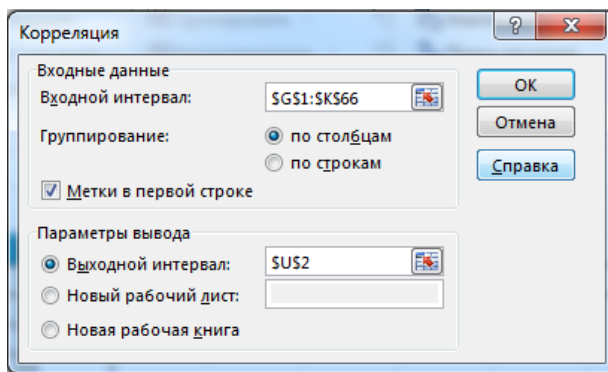 Корреляция
?
X
Входные данные
Входной интервал:
$G$1:$K$66
Группирование:
по столбцам
по строкам
Метки в первой строке
Параметры вывода
Выходной интервал:
$U$2
Новый рабочий лист:
Новая рабочая книга
ОК
Отмена
Справка